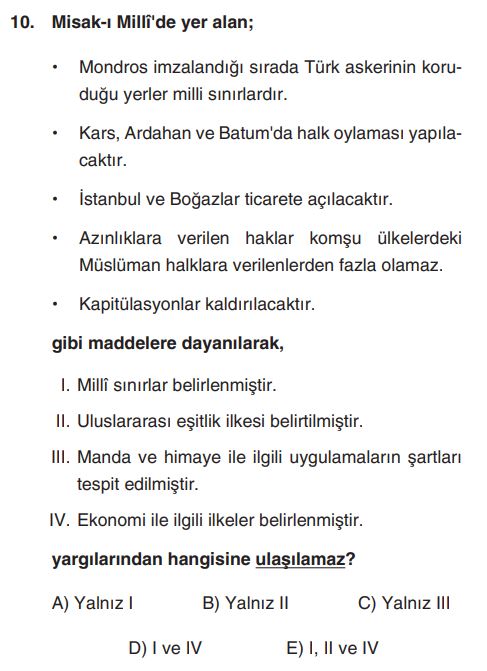 10. Misak-ı Millî'de yer alan;
• Mondros imzalandığı sırada Türk askerinin koru-
duğu yerler milli sınırlardır.
• Kars, Ardahan ve Batum'da halk oylaması yapıla-
caktır.
• İstanbul ve Boğazlar ticarete açılacaktır.
• Azınlıklara verilen haklar komşu ülkelerdeki
Müslüman halklara verilenlerden fazla olamaz.
• Kapitülasyonlar kaldırılacaktır.
gibi maddelere dayanılarak,
I. Millî sınırlar belirlenmiştir.
II. Uluslararası eşitlik ilkesi belirtilmiştir.
III. Manda ve himaye ile ilgili uygulamaların şartları
tespit edilmiştir.
IV. Ekonomi ile ilgili ilkeler belirlenmiştir.
yargılarından hangisine ulaşılamaz?
A) Yalnız I B) Yalnız II C) Yalnız III
D) I ve IV E) I, II ve IV